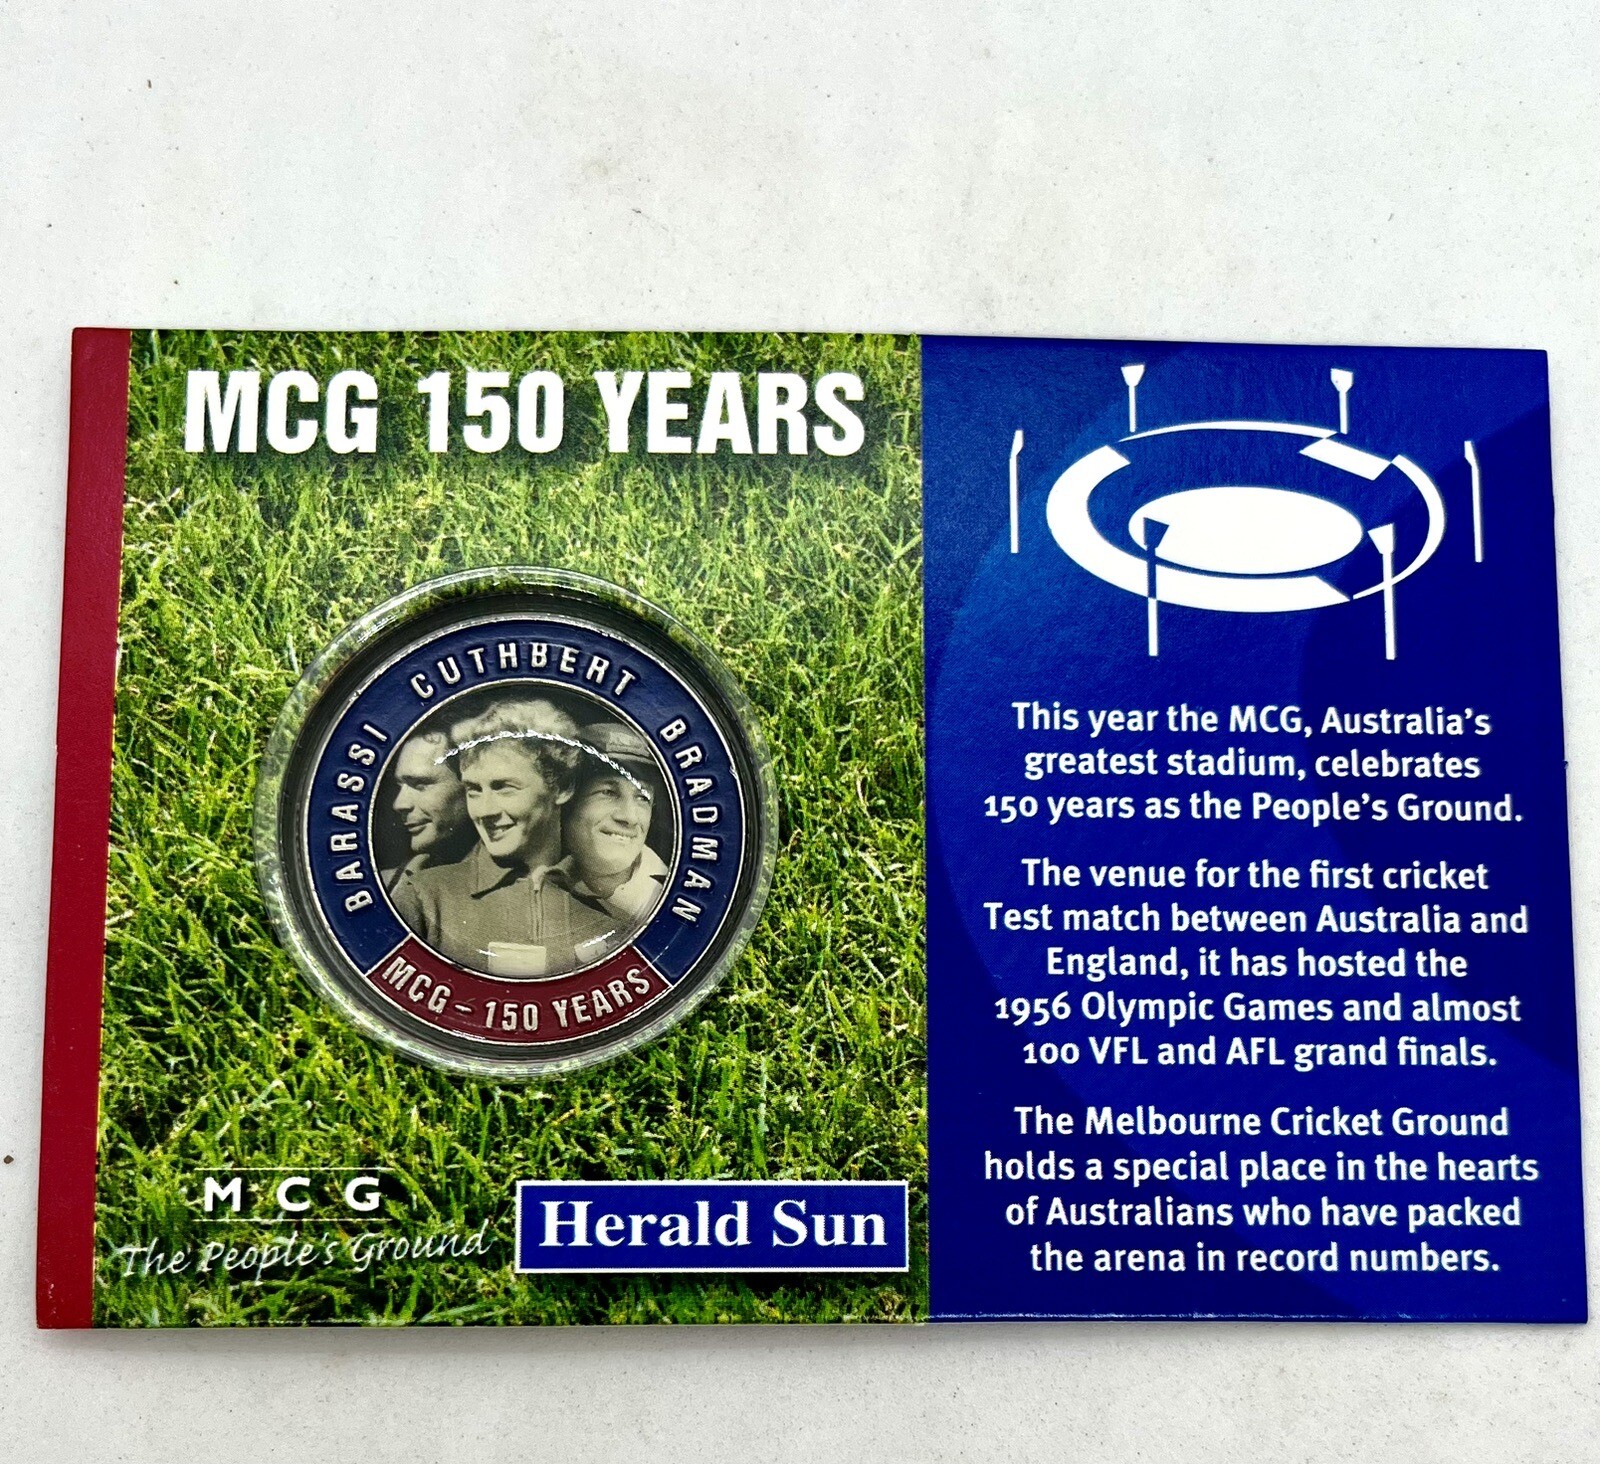 MCG 150 YEARS
BARASSI CUTHBERT BRADMAN
MCG - 150 YEARS
MCG
The People's Ground
Herald Sun
This year the MCG, Australia's
greatest stadium, celebrates
150 years as the People's Ground.
The venue for the first cricket
Test match between Australia and
England, it has hosted the
1956 Olympic Games and almost
100 VFL and AFL grand finals.
The Melbourne Cricket Ground
holds a special place in the hearts
of Australians who have packed
the arena in record numbers.